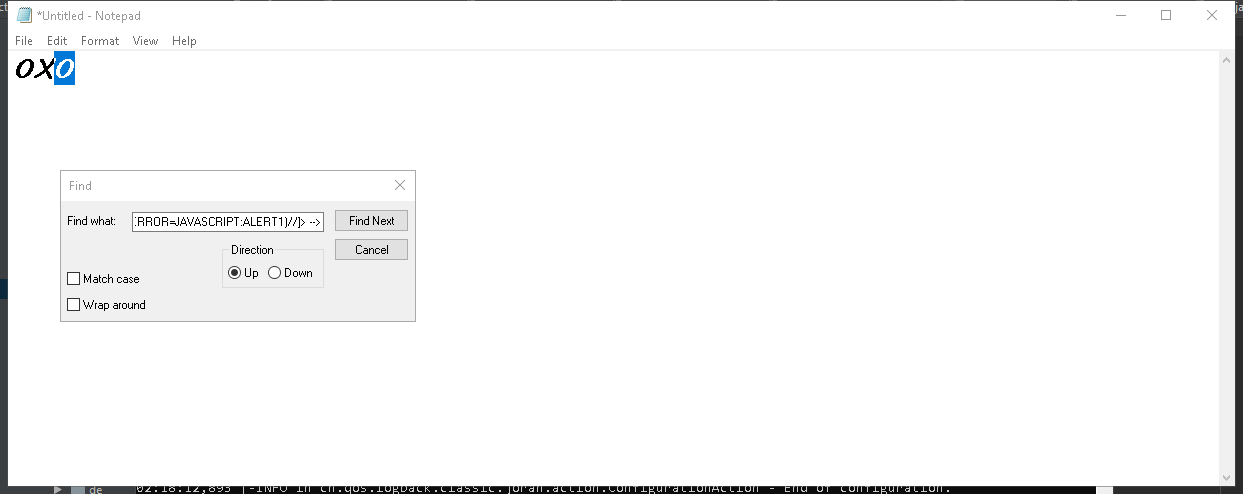 *Untitled - Notepad
File Edit Format View Help
oxo
Find
Find what: :RROR=JAVASCRIPT:ALERT1)//]> --> Find Next
Direction Cancel
Up Down
Match case
Wrap around
de 02:18:12,893 |-INFO in ch.qos.logback.classic.joran.action.ConfigurationAction - End of configuration.